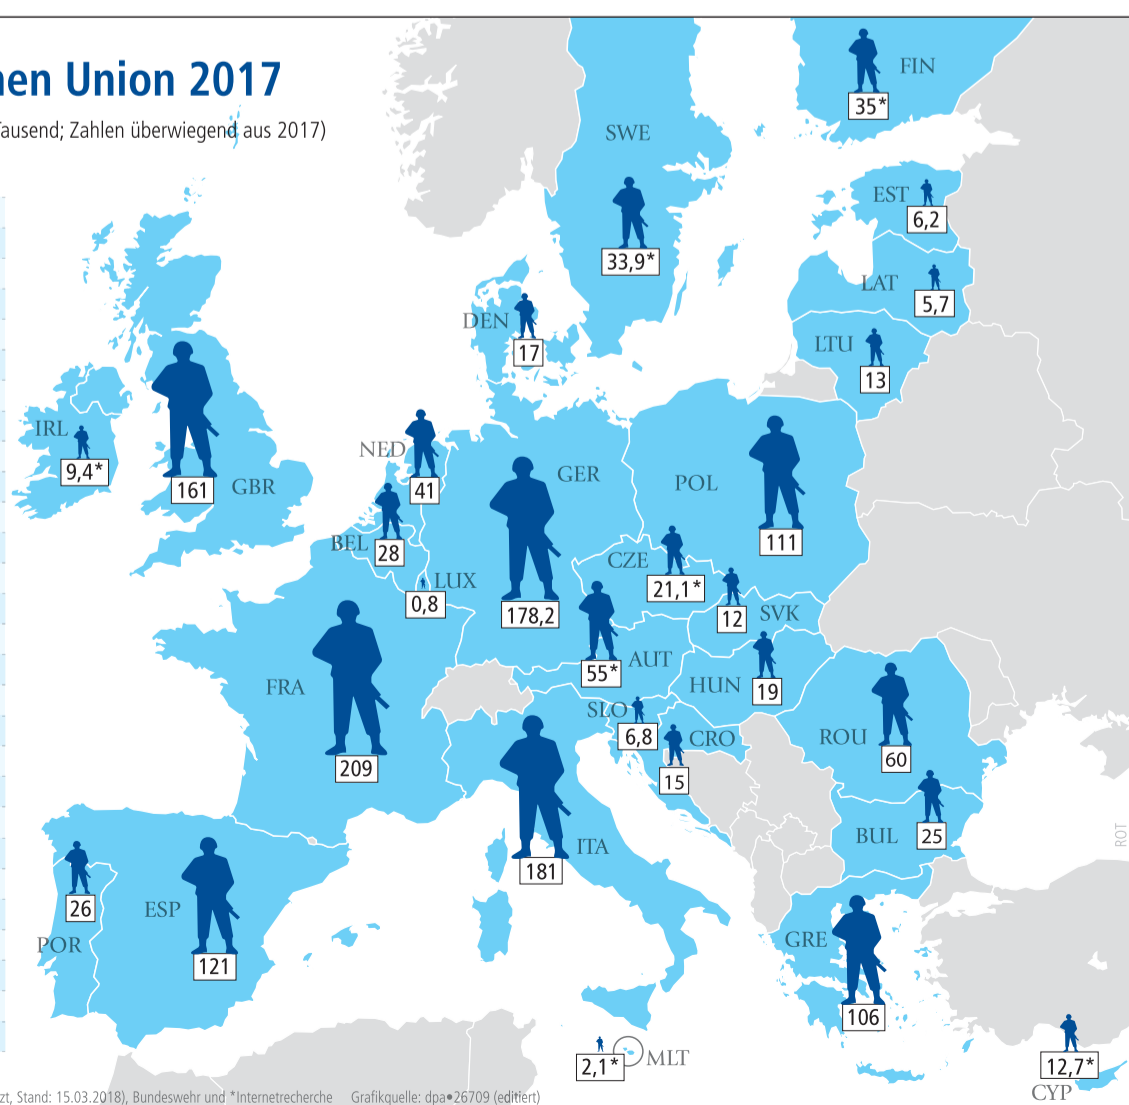 nen Union 2017
Tausend; Zahlen überwiegend aus 2017)
FIN
35*
SWE
33,9*
EST
6,2
LAT
5,7
LTU
13
DEN
17
IRL
9,4*
161
GBR
NED
41
GER
178,2
POL
111
BEL
28
LUX
0,8
CZE
21,1*
12
SVK
55*
AUT
HUN
19
FRA
209
SLO
6,8
CRO
15
ROU
60
BUL
25
ITA
181
26
POR
ESP
121
GRE
106
2,1*
MLT
12,7*
CYP
ROT
zt, Stand: 15.03.2018), Bundeswehr und *Internetrecherche Grafikquelle: dpa•26709 (editiert)